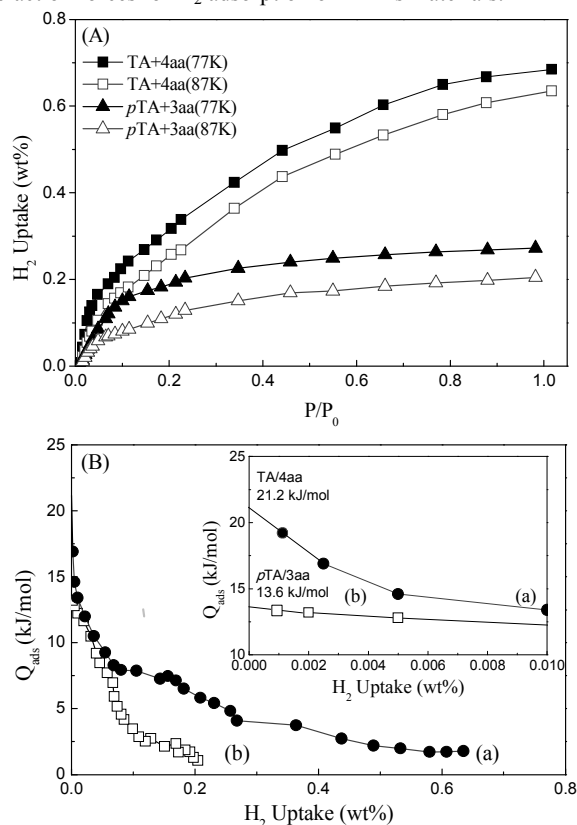 (A)
TA+4aa(77K)
TA+4aa(87K)
pTA+3aa(77K)
pTA+3aa(87K)
H₂ Uptake (wt%)
0.6
0.4
0.2
0.0
0.0 0.2 0.4 0.6 0.8 1.0
P/P₀
(B)
Q_ads (kJ/mol)
25
20
15
10
5
0
0.0 0.2 0.4 0.6 0.8
H₂ Uptake (wt%)
(b)
(a)
25
20
15
10
TA/4aa
21.2 kJ/mol
pTA/3aa
13.6 kJ/mol
(b)
(a)
Q_ads (kJ/mol)
0.000 0.002 0.004 0.006 0.008 0.010
H₂ Uptake (wt%)